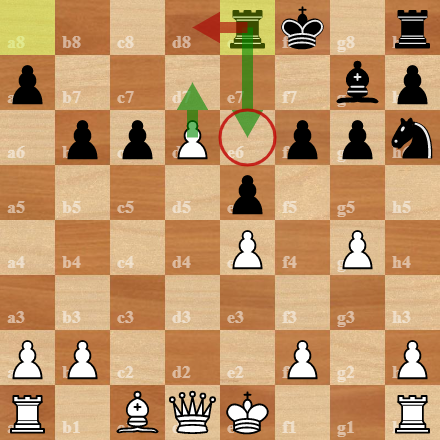 a8 b8 c8 d8 g8
b7 c7 d7 e7 f7
a6 e6
a5 b5 c5 d5 f5 g5 h5
a4 b4 c4 d4 f4 h4
a3 b3 c3 d3 e3 f3 g3 h3
c2 d2 e2 g2
b1 f1 g1